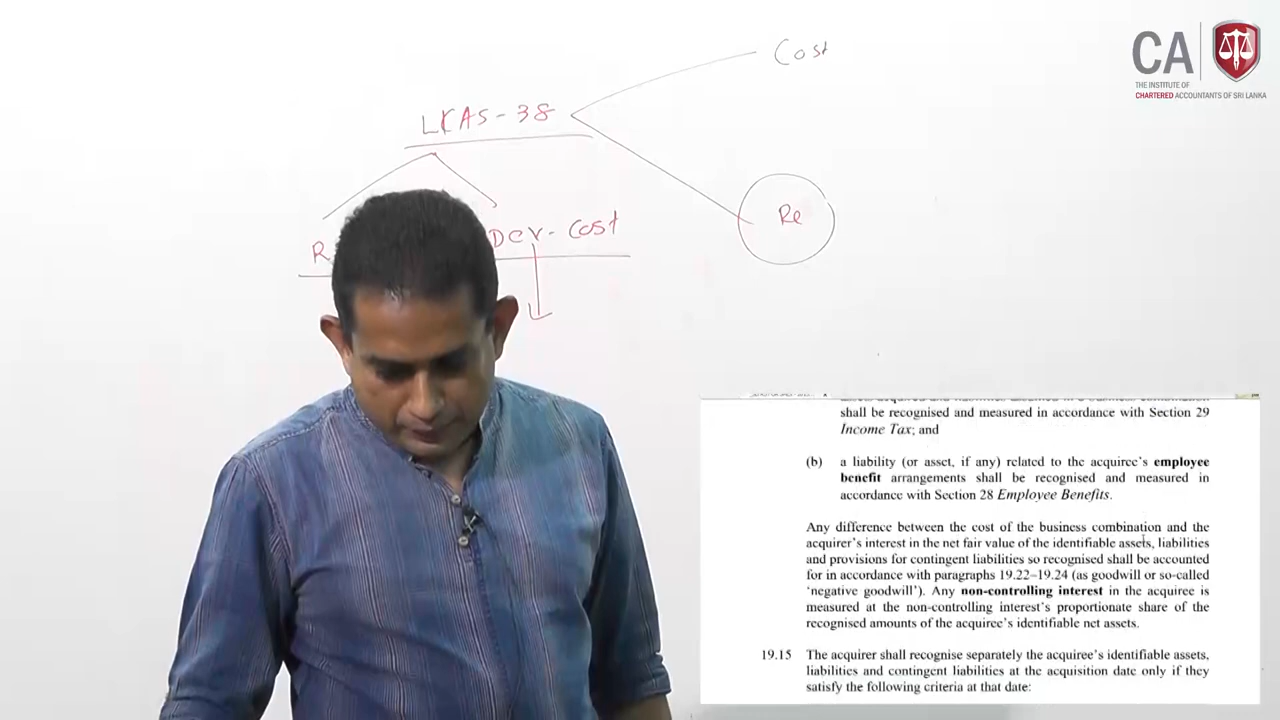 Cost
LKAS-38
Re
R
Dev-Cost
CA
THE INSTITUTE OF
CHARTERED ACCOUNTANTS OF SRI LANKA
shall be recognised and measured in accordance with Section 29
Income Tax; and
(b) a liability (or asset, if any) related to the acquiree's employee
benefit arrangements shall be recognised and measured in
accordance with Section 28 Employee Benefits.
Any difference between the cost of the business combination and the
acquirer's interest in the net fair value of the identifiable assets, liabilities
and provisions for contingent liabilities so recognised shall be accounted
for in accordance with paragraphs 19.22–19.24 (as goodwill or so-called
'negative goodwill'). Any non-controlling interest in the acquiree is
measured at the non-controlling interest's proportionate share of the
recognised amounts of the acquiree's identifiable net assets.
19.15 The acquirer shall recognise separately the acquiree's identifiable assets,
liabilities and contingent liabilities at the acquisition date only if they
satisfy the following criteria at that date: